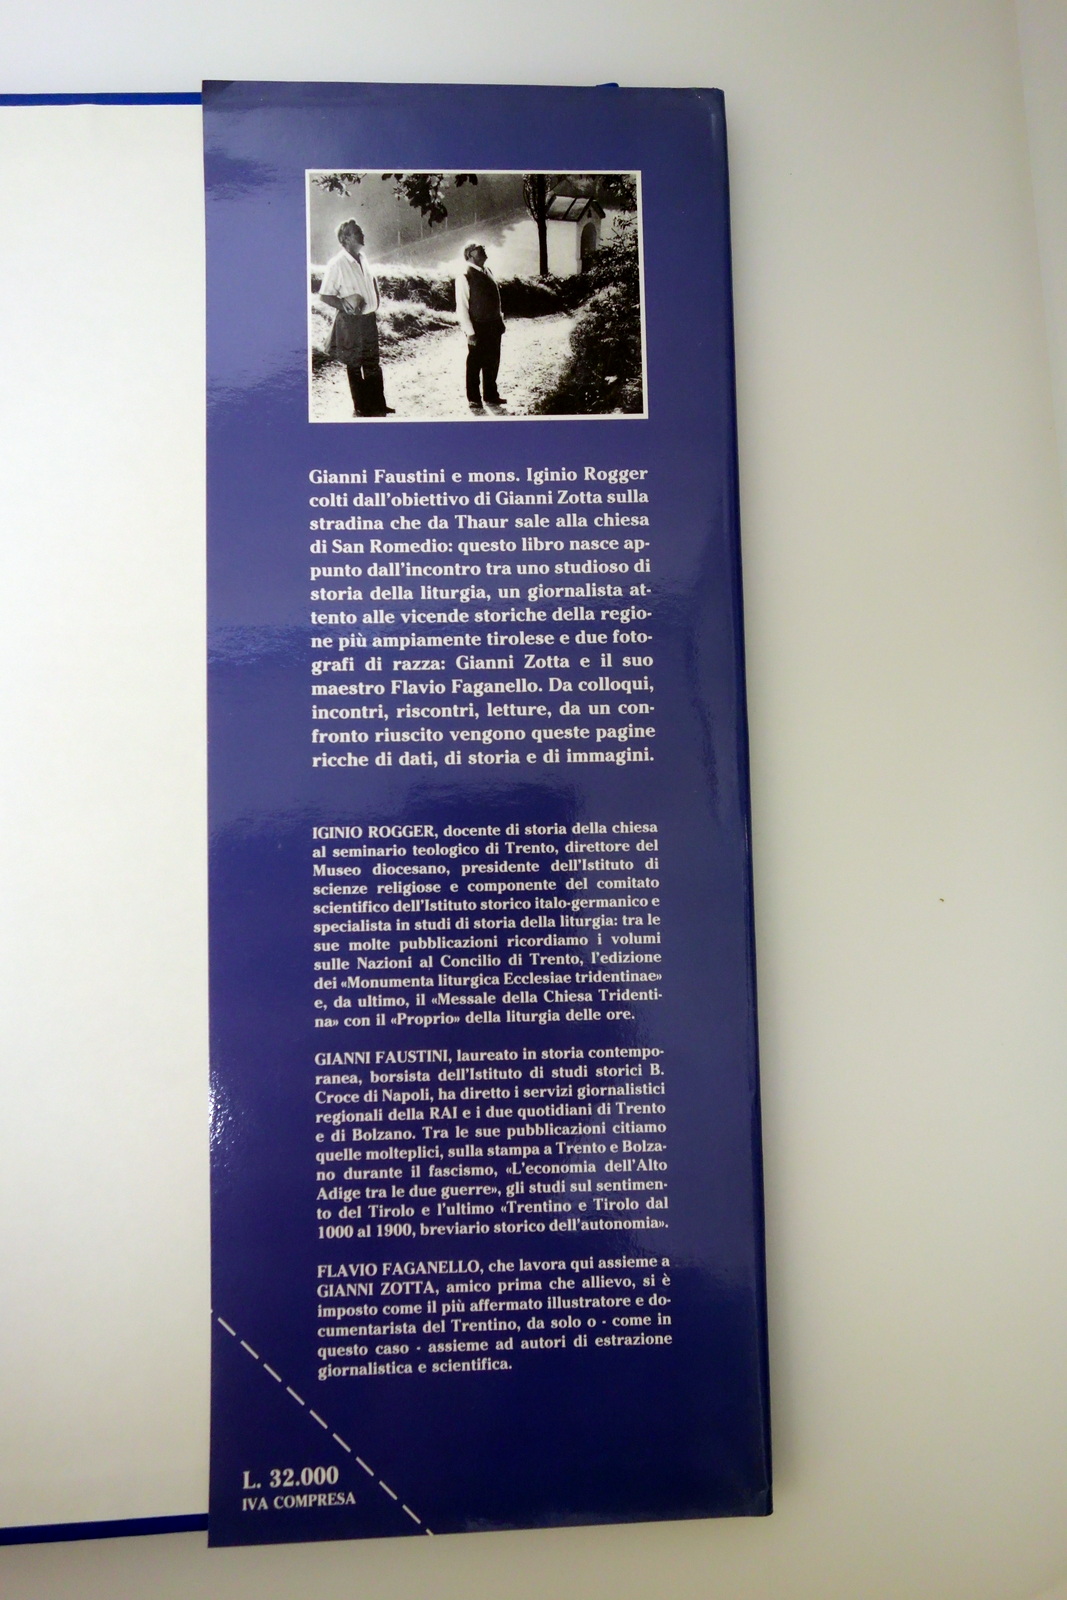 Gianni Faustini e mons. Iginio Rogger
colti dall'obiettivo di Gianni Zotta sulla
stradina che da Thaur sale alla chiesa
di San Romedio: questo libro nasce ap-
punto dall'incontro tra uno studioso di
storia della liturgia, un giornalista at-
tento alle vicende storiche della regio-
ne più ampiamente tirolese e due foto-
grafi di razza: Gianni Zotta e il suo
maestro Flavio Faganello. Da colloqui,
incontri, riscontri, letture, da un con-
fronto riuscito vengono queste pagine
ricche di dati, di storia e di immagini.
IGINIO ROGGER, docente di storia della chiesa
al seminario teologico di Trento, direttore del
Museo diocesano, presidente dell'Istituto di
scienze religiose e componente del comitato
scientifico dell'Istituto storico italo-germanico e
specialista in studi di storia della liturgia: tra le
sue molte pubblicazioni ricordiamo i volumi
sulle Nazioni al Concilio di Trento, l'edizione
dei «Monumenta liturgica Ecclesiae tridentinae»
e, da ultimo, il «Messale della Chiesa Tridenti-
na» con il «Proprio» della liturgia delle ore.
GIANNI FAUSTINI, laureato in storia contempo-
ranea, borsista dell'Istituto di studi storici B.
Croce di Napoli, ha diretto i servizi giornalistici
regionali della RAI e i due quotidiani di Trento
e di Bolzano. Tra le sue pubblicazioni citiamo
quelle molteplici, sulla stampa a Trento e Bolza-
no durante il fascismo, «L'economia dell'Alto
Adige tra le due guerre», gli studi sul sentimen-
to del Tirolo e l'ultimo «Trentino e Tirolo dal
1000 al 1900, breviario storico dell'autonomia».
FLAVIO FAGANELLO, che lavora qui assieme a
GIANNI ZOTTA, amico prima che allievo, si è
imposto come il più affermato illustratore e do-
cumentarista del Trentino, da solo o - come in
questo caso - assieme ad autori di estrazione
giornalistica e scientifica.
L. 32.000
IVA COMPRESA